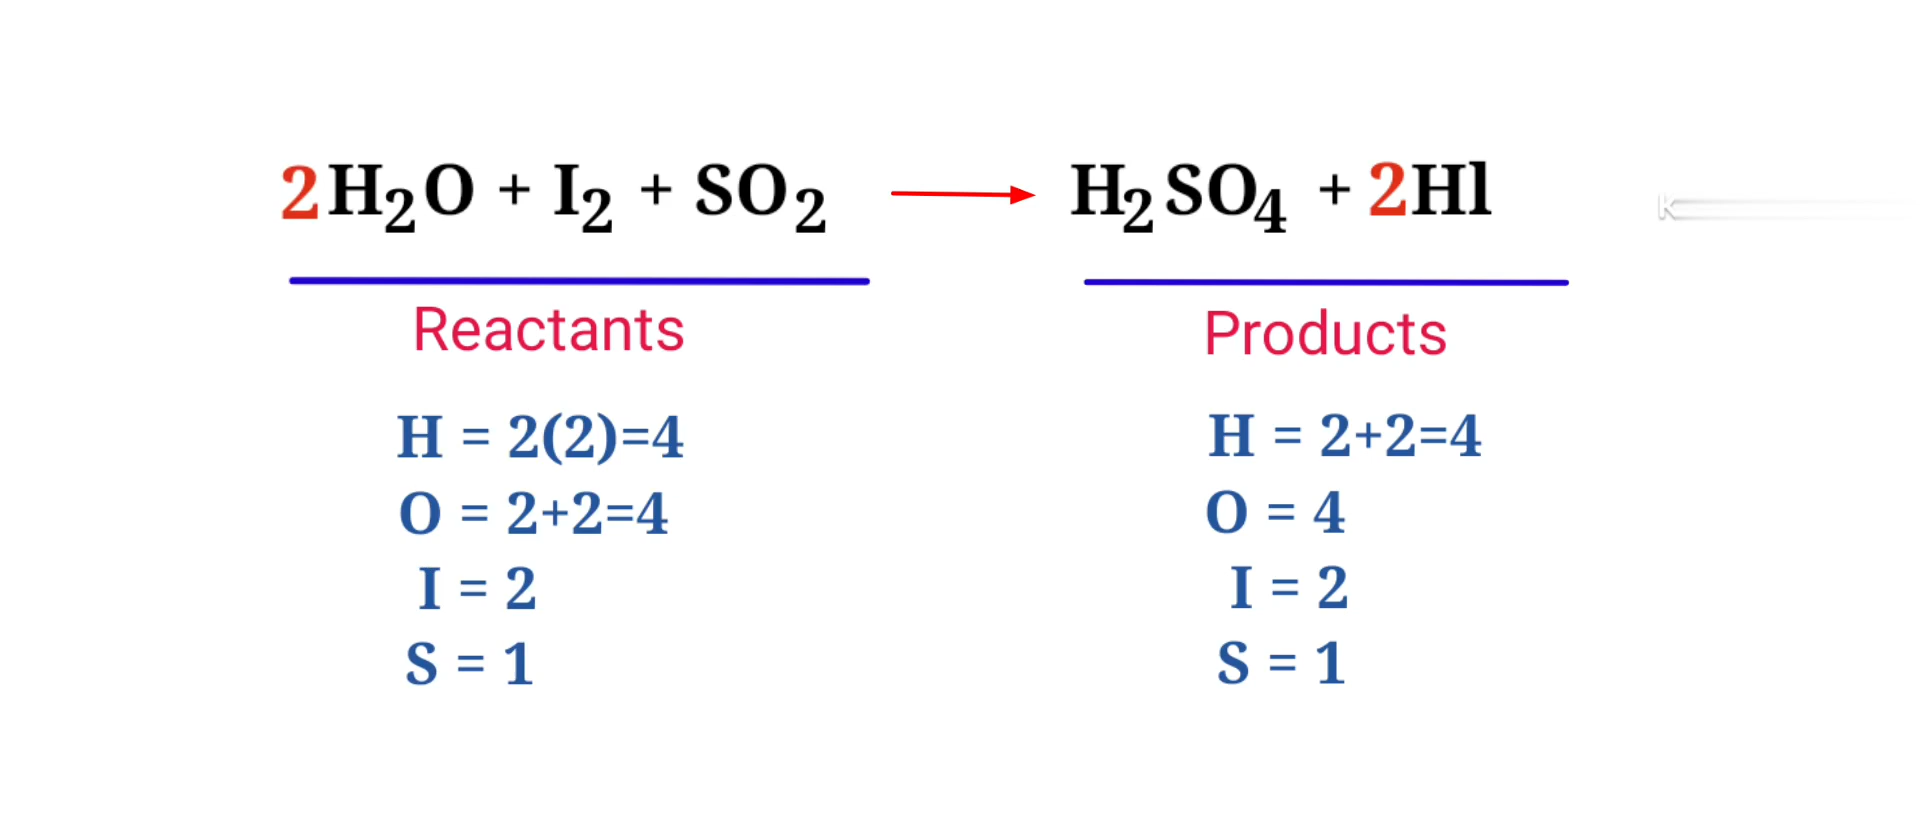 2H₂O + I₂ + SO₂ → H₂SO₄ + 2Hl
Reactants
Products
H = 2(2)=4
O = 2+2=4
I = 2
S = 1
H = 2+2=4
O = 4
I = 2
S = 1
K